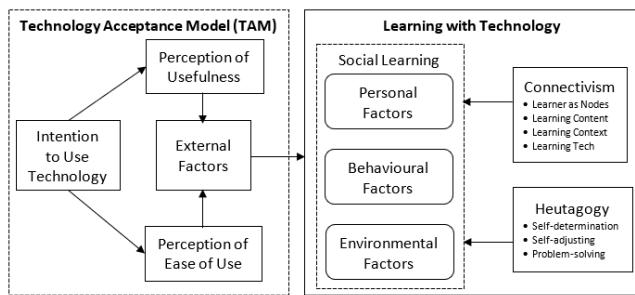 Technology Acceptance Model (TAM)
Perception of
Usefulness
Intention
to Use
Technology
External
Factors
Perception of
Ease of Use
Learning with Technology
Social Learning
Personal
Factors
Behavioural
Factors
Environmental
Factors
Connectivism
• Learner as Nodes
• Learning Content
• Learning Context
• Learning Tech
Heutagogy
• Self-determination
• Self-adjusting
• Problem-solving